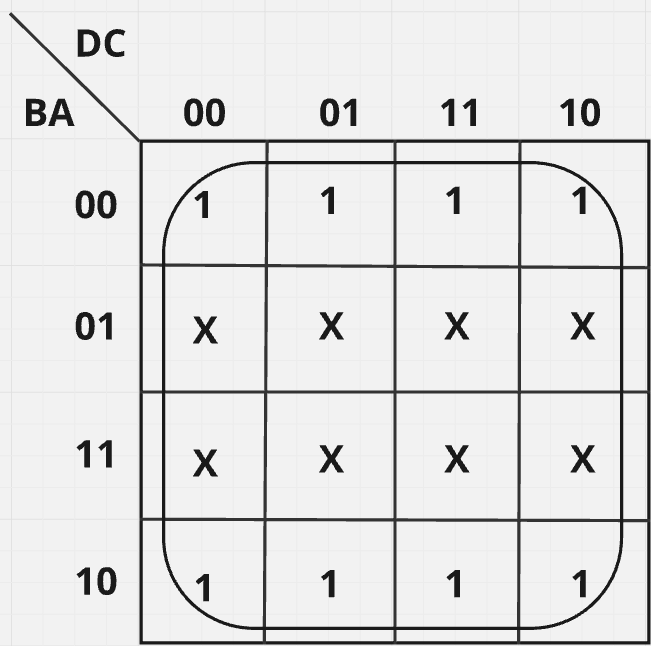 DC
BA 00 01 11 10
00 1 1 1 1
01 X X X X
11 X X X X
10 1 1 1 1